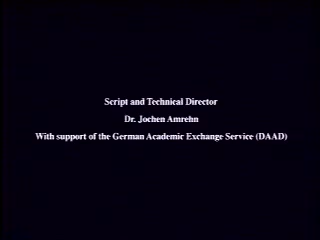 Script and Technical Director
Dr. Jochen Amrehn
With support of the German Academic Exchange Service (DAAD)